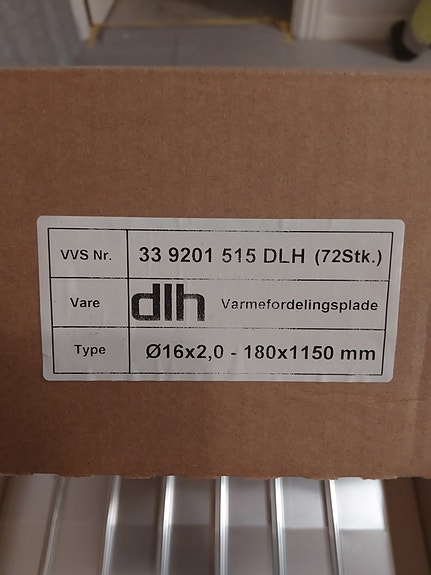 VVS Nr. 33 9201 515 DLH (72Stk.)
Vare dlh Varmefordelingsplade
Type Ø16x2,0 - 180x1150 mm